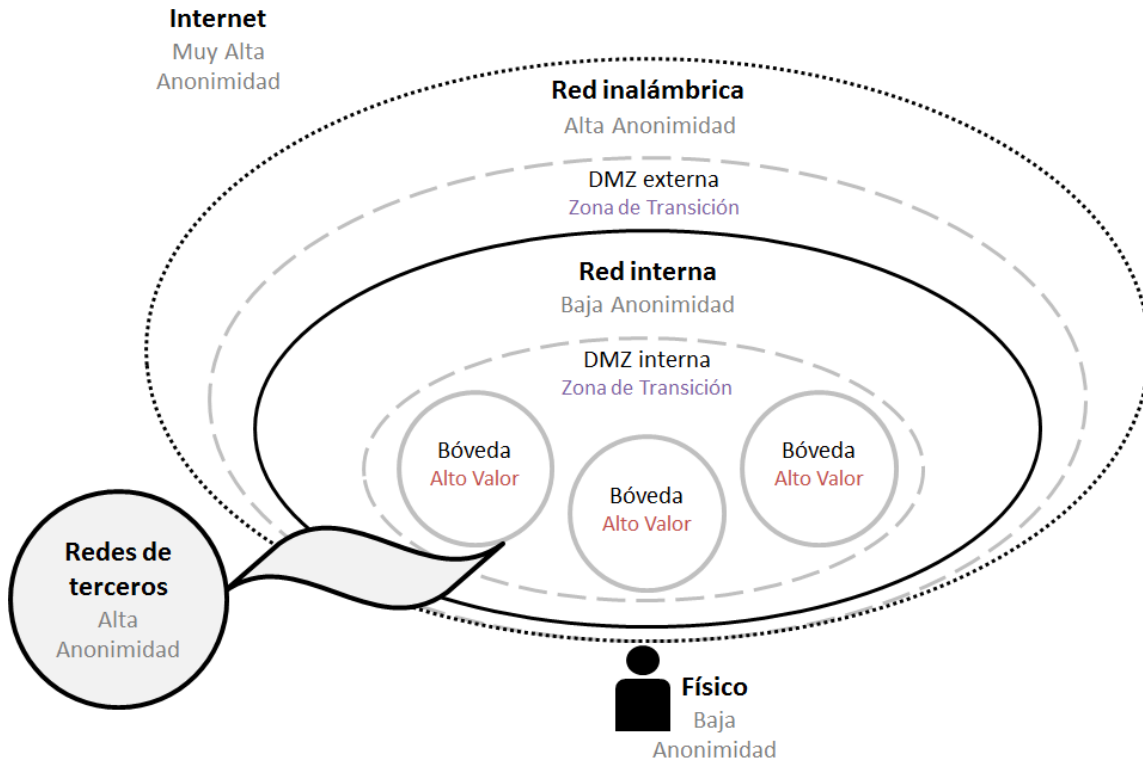 Internet
Muy Alta
Anonimidad
Red inalámbrica
Alta Anonimidad
DMZ externa
Zona de Transición
Red interna
Baja Anonimidad
DMZ interna
Zona de Transición
Bóveda
Alto Valor
Bóveda
Alto Valor
Bóveda
Alto Valor
Redes de
terceros
Alta
Anonimidad
Físico
Baja
Anonimidad